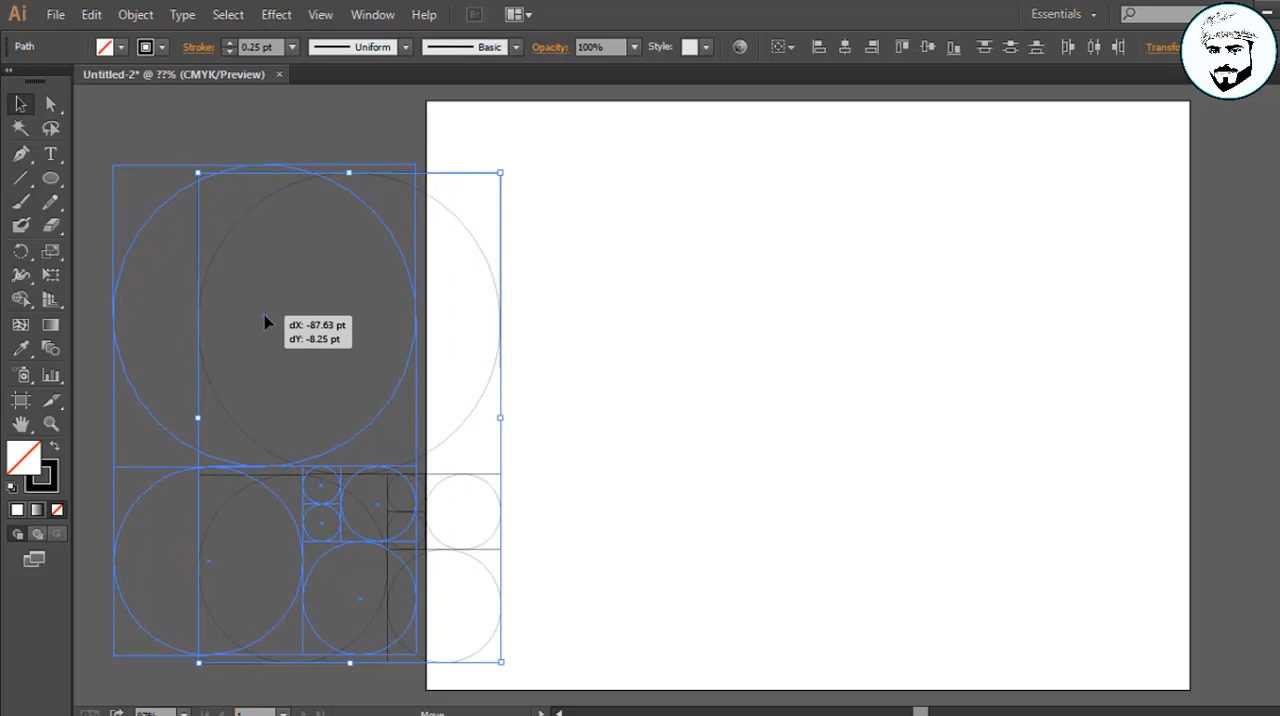 Ai File Edit Object Type Select Effect View Window Help Br Essentials
Path Stroke: 0.25 pt Uniform Basic Opacity: 100% Style: Transfo
Untitled-2* @ ??% (CMYK/Preview) ×
dX: -87.63 pt
dY: -8.25 pt
Move